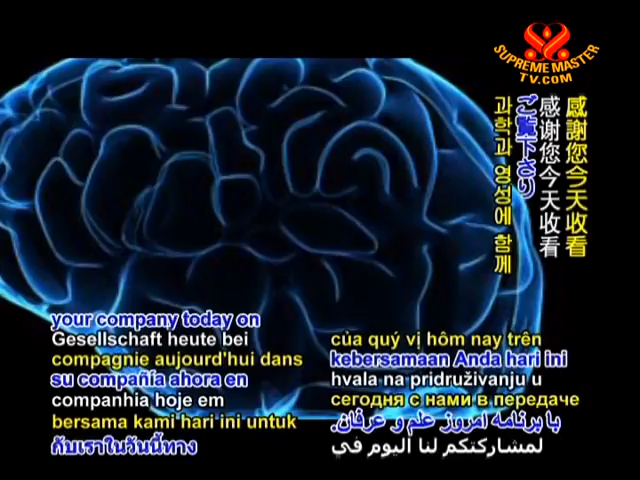 SUPREME MASTER
TV.COM
感謝您今天收看
感谢您今天收看
ご覧下さり
과학과 영성에 함께
your company today on
Gesellschaft heute bei
compagnie aujourd'hui dans
su compañía ahora en
companhia hoje em
bersama kami hari ini untuk
กับเราในวันนี้ทาง
của quý vị hôm nay trên
kebersamaan Anda hari ini
hvala na pridruživanju u
сегодня с нами в передаче
با برنامه امروز علم و عرفان.
لمشاركتكم لنا اليوم في